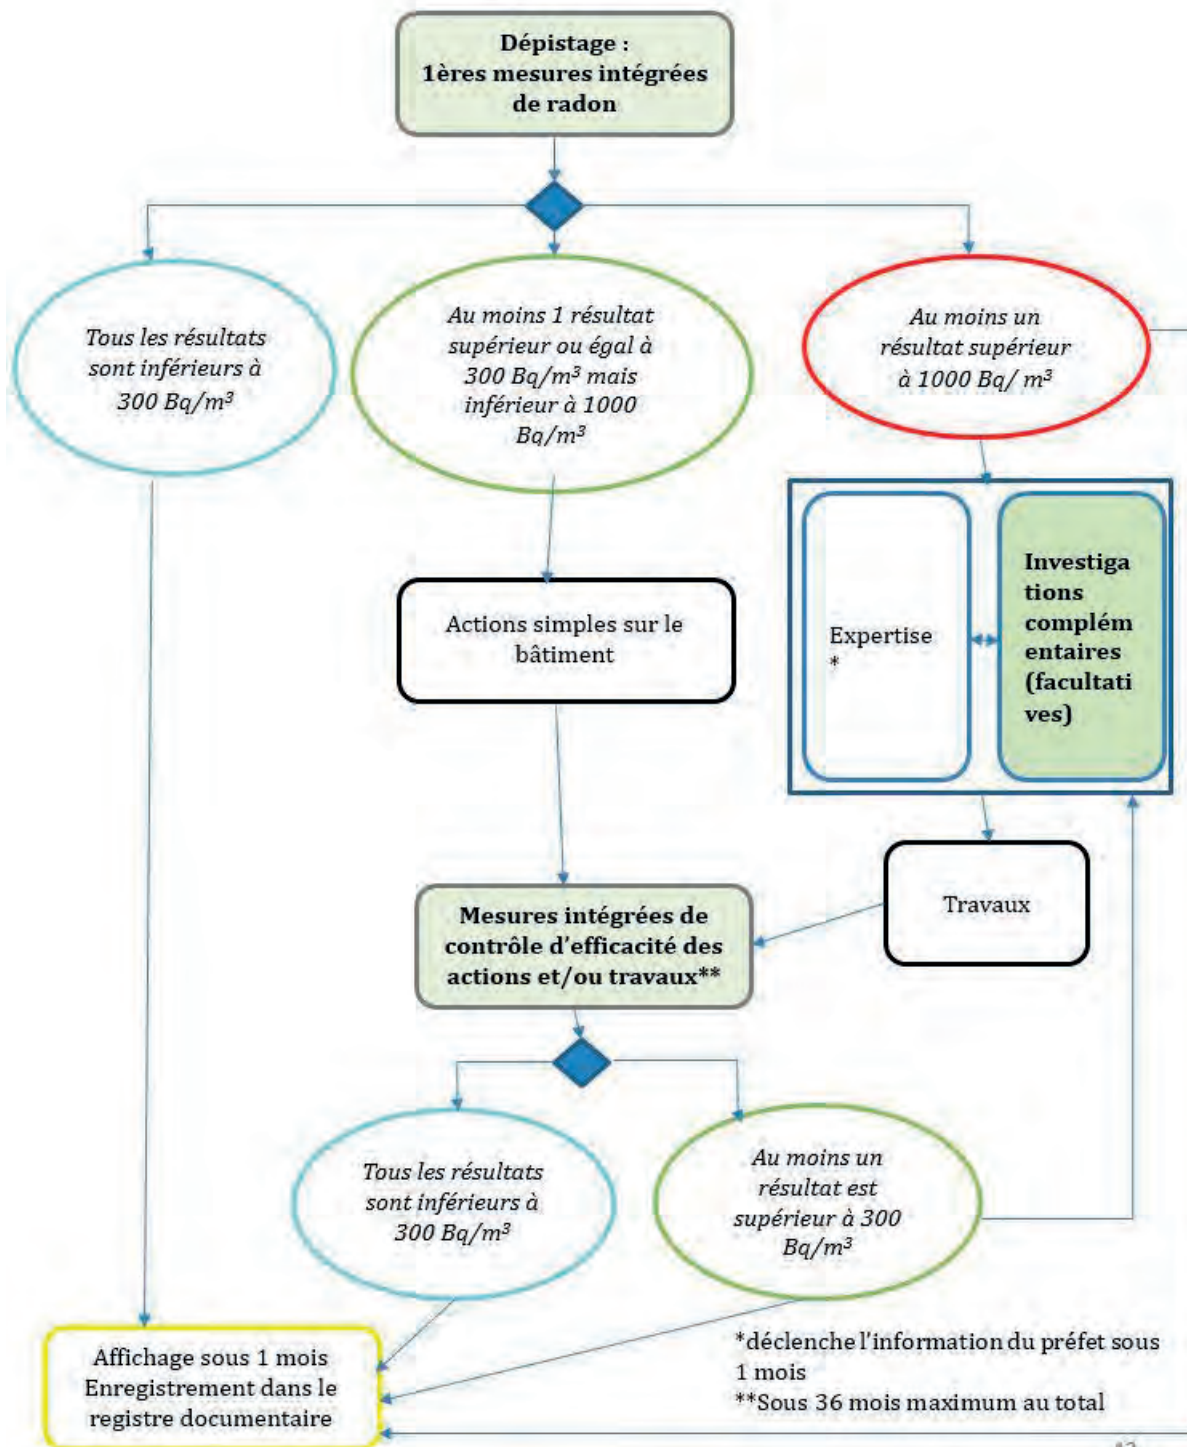 Dépistage :
1ères mesures intégrées
de radon
Tous les résultats
sont inférieurs à
300 Bq/m³
Au moins 1 résultat
supérieur ou égal à
300 Bq/m³ mais
inférieur à 1000
Bq/m³
Au moins un
résultat supérieur
à 1000 Bq/ m³
Expertise
*
Investiga
tions
complém
entaires
(facultati
ves)
Actions simples sur le
bâtiment
Travaux
Mesures intégrées de
contrôle d'efficacité des
actions et/ou travaux**
Tous les résultats
sont inférieurs à
300 Bq/m³
Au moins un
résultat est
supérieur à 300
Bq/m³
Affichage sous 1 mois
Enregistrement dans le
registre documentaire
*déclenche l'information du préfet sous
1 mois
**Sous 36 mois maximum au total